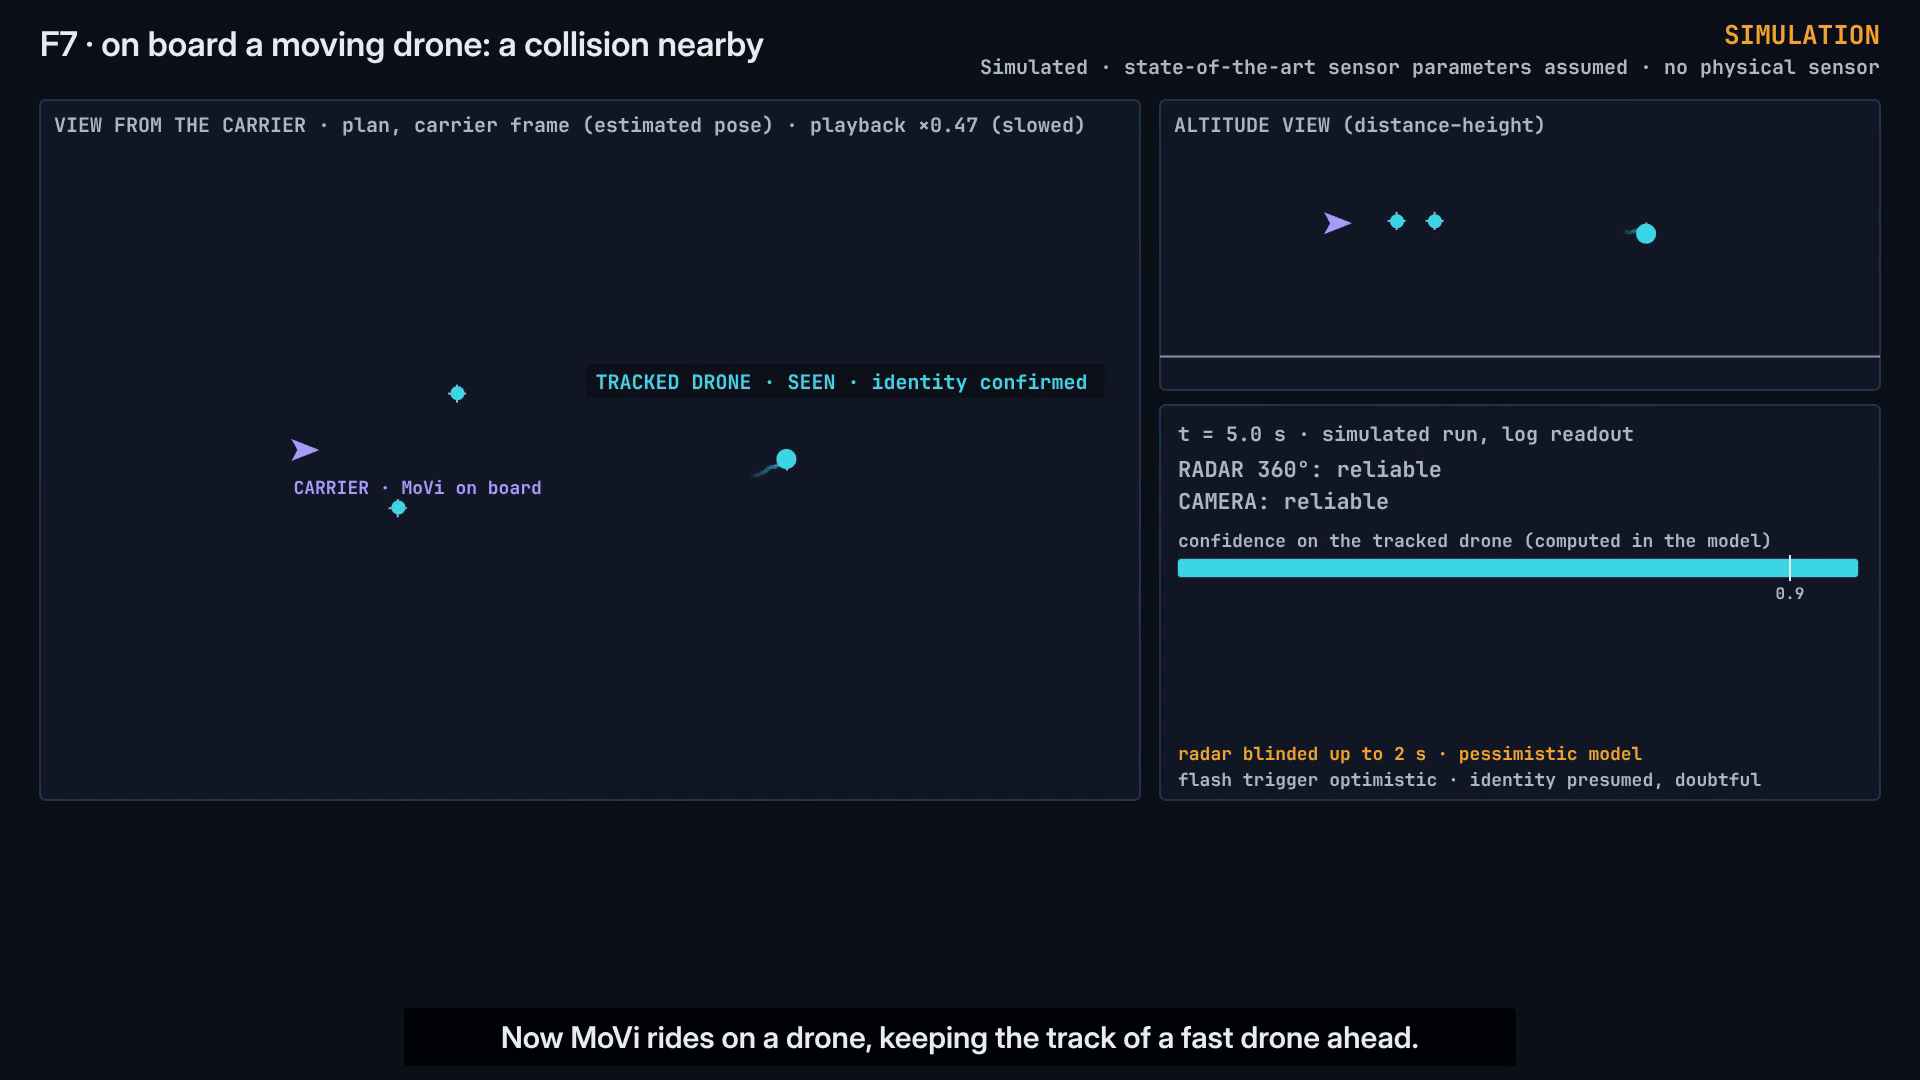 F7 · on board a moving drone: a collision nearby
SIMULATION
Simulated · state-of-the-art sensor parameters assumed · no physical sensor
VIEW FROM THE CARRIER · plan, carrier frame (estimated pose) · playback ×0.47 (slowed)
TRACKED DRONE · SEEN · identity confirmed
CARRIER · MoVi on board
ALTITUDE VIEW (distance–height)
t = 5.0 s · simulated run, log readout
RADAR 360°: reliable
CAMERA: reliable
confidence on the tracked drone (computed in the model)
0.9
radar blinded up to 2 s · pessimistic model
flash trigger optimistic · identity presumed, doubtful
Now MoVi rides on a drone, keeping the track of a fast drone ahead.